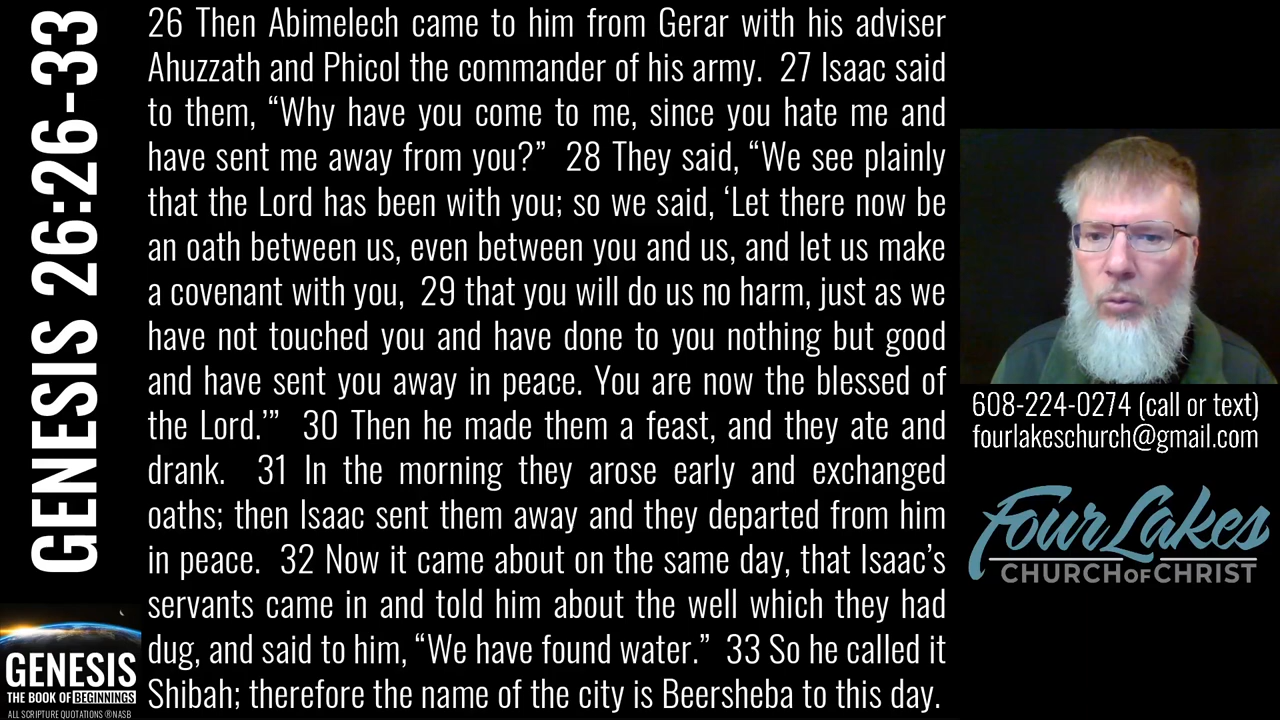 GENESIS 26:26-33
26 Then Abimelech came to him from Gerar with his adviser
Ahuzzath and Phicol the commander of his army.  27 Isaac said
to them, “Why have you come to me, since you hate me and
have sent me away from you?”  28 They said, “We see plainly
that the Lord has been with you; so we said, ‘Let there now be
an oath between us, even between you and us, and let us make
a covenant with you,  29 that you will do us no harm, just as we
have not touched you and have done to you nothing but good
and have sent you away in peace. You are now the blessed of
the Lord.’”  30 Then he made them a feast, and they ate and
drank.  31 In the morning they arose early and exchanged
oaths; then Isaac sent them away and they departed from him
in peace.  32 Now it came about on the same day, that Isaac’s
servants came in and told him about the well which they had
dug, and said to him, “We have found water.”  33 So he called it
Shibah; therefore the name of the city is Beersheba to this day.
GENESIS
THE BOOK OF BEGINNINGS
ALL SCRIPTURE QUOTATIONS ®NASB
608-224-0274 (call or text)
fourlakeschurch@gmail.com
Four Lakes
CHURCH OF CHRIST